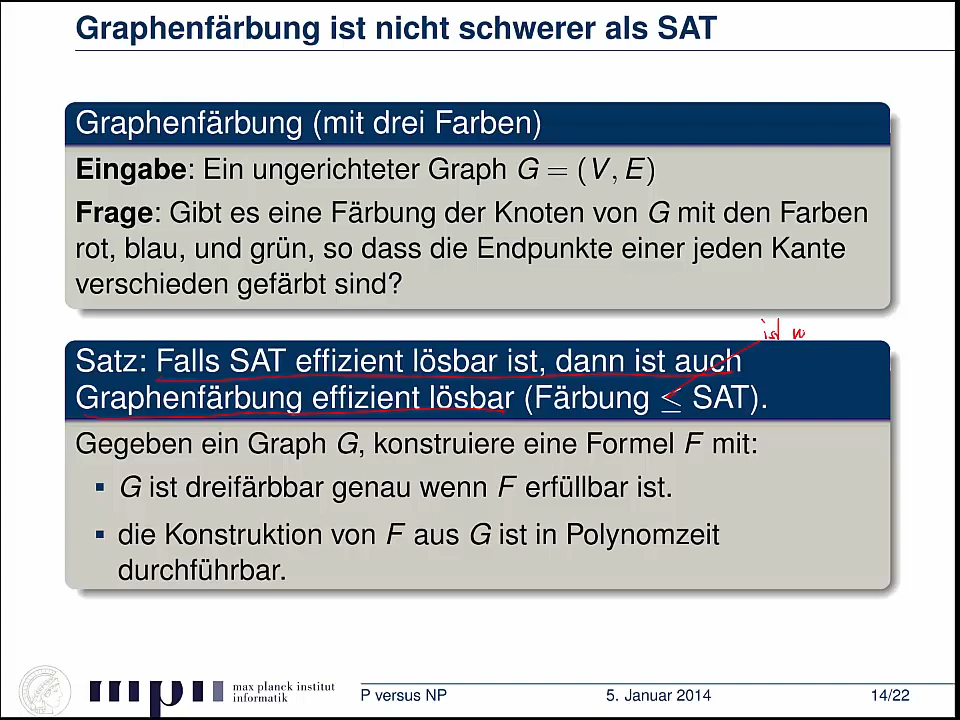 Graphenfärbung ist nicht schwerer als SAT
Graphenfärbung (mit drei Farben)
Eingabe: Ein ungerichteter Graph G = (V, E)
Frage: Gibt es eine Färbung der Knoten von G mit den Farben
rot, blau, und grün, so dass die Endpunkte einer jeden Kante
verschieden gefärbt sind?
ist
Satz: Falls SAT effizient lösbar ist, dann ist auch
Graphenfärbung effizient lösbar (Färbung ≤ SAT).
Gegeben ein Graph G, konstruiere eine Formel F mit:
▪ G ist dreifärbbar genau wenn F erfüllbar ist.
▪ die Konstruktion von F aus G ist in Polynomzeit
durchführbar.
max planck institut
informatik
P versus NP
5. Januar 2014
14/22